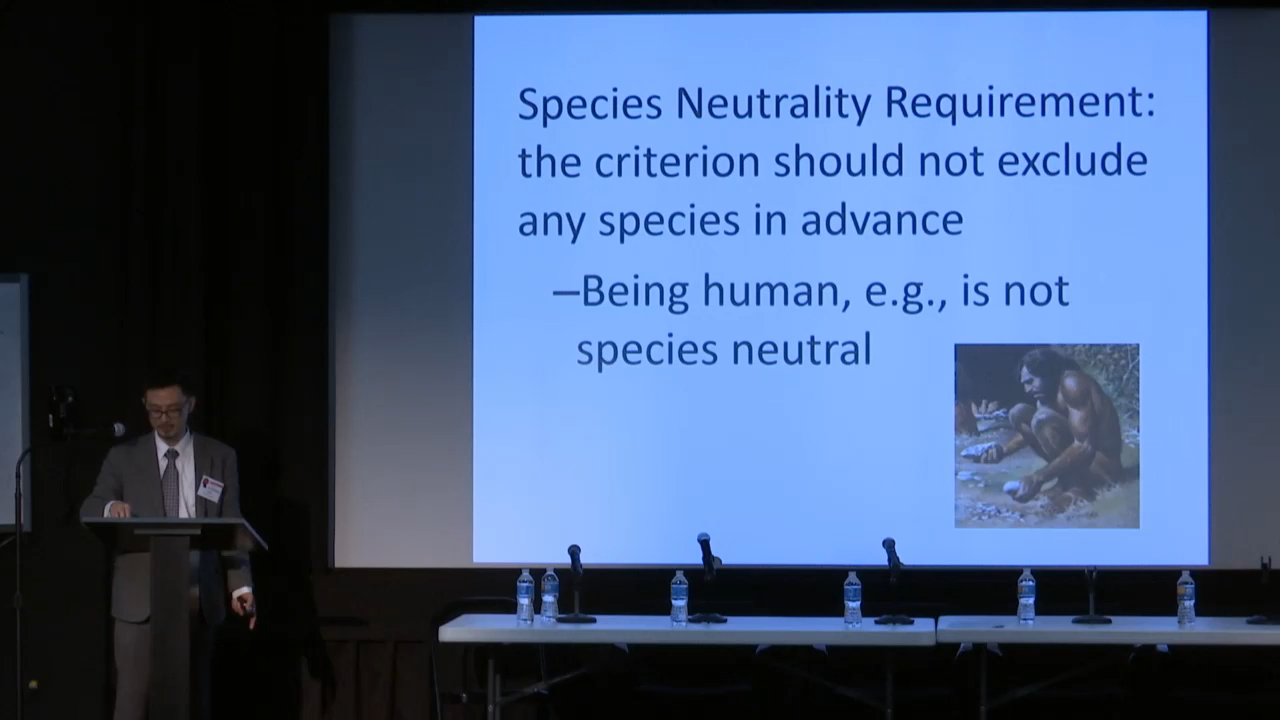 Species Neutrality Requirement:
the criterion should not exclude
any species in advance
–Being human, e.g., is not
species neutral